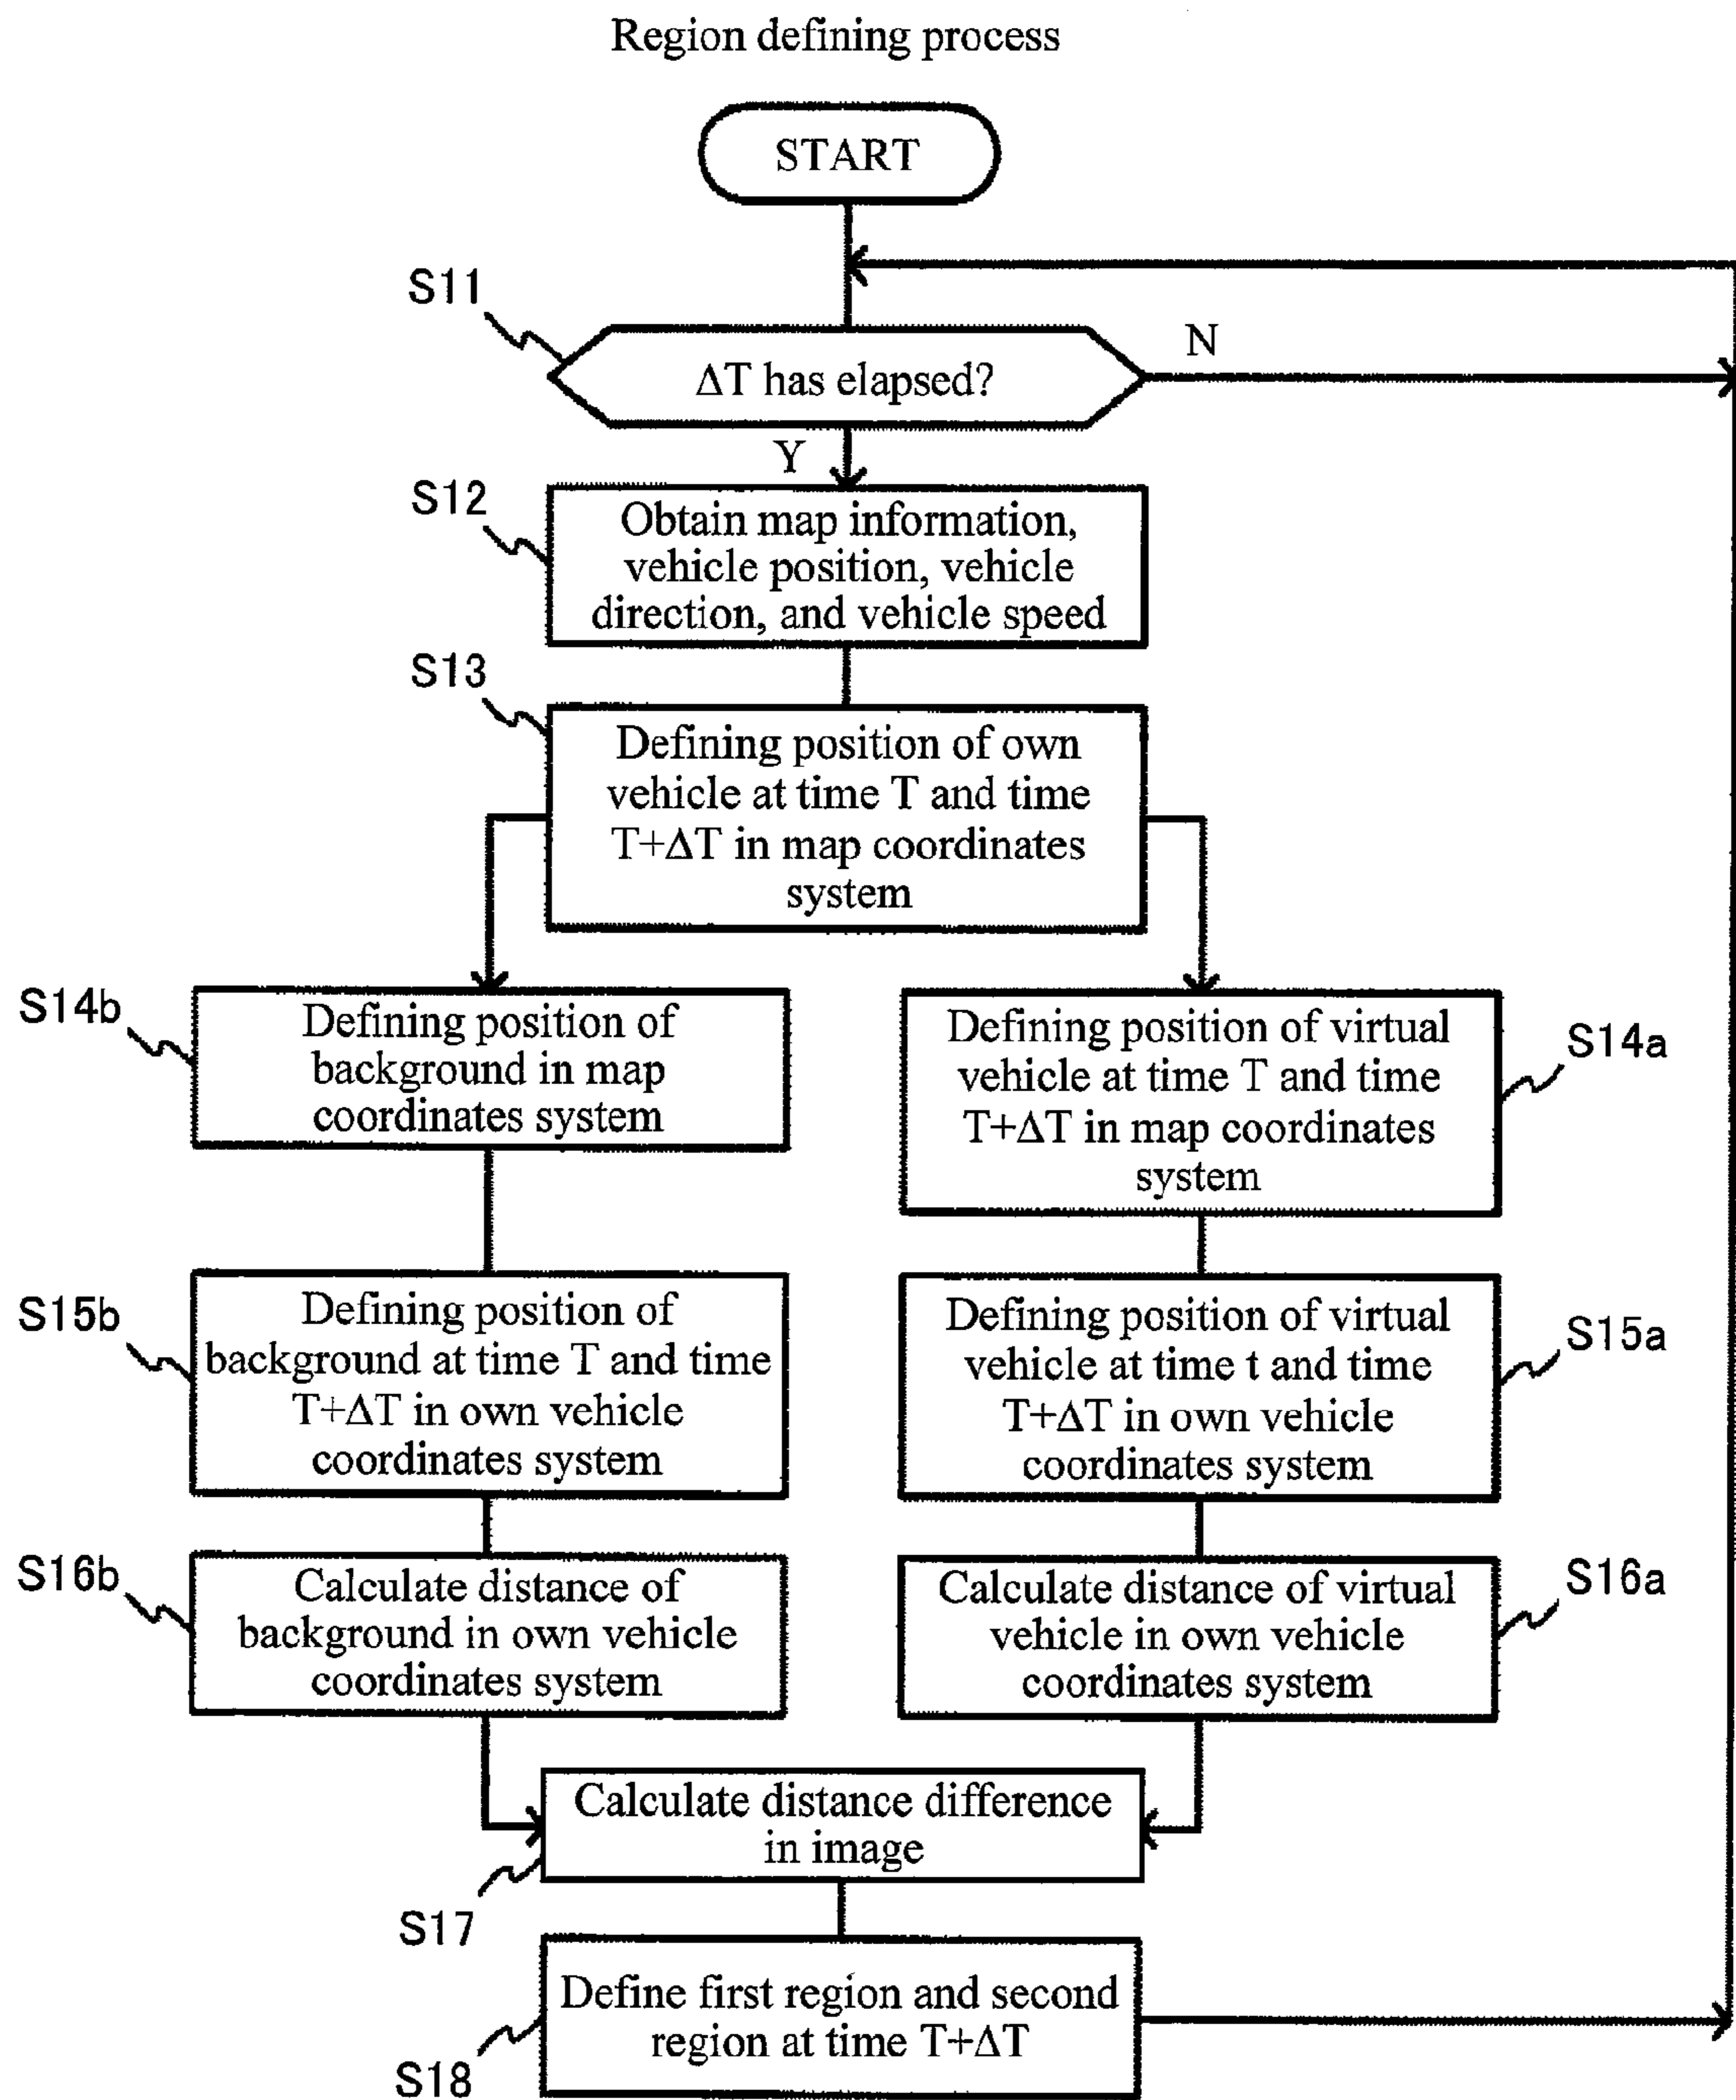 Region defining process
START
S11
ΔT has elapsed?
N
Y
S12
Obtain map information,
vehicle position, vehicle
direction, and vehicle speed
S13
Defining position of own
vehicle at time T and time
T+ΔT in map coordinates
system
S14b
Defining position of
background in map
coordinates system
Defining position of virtual
vehicle at time T and time
T+ΔT in map coordinates
system
S14a
S15b
Defining position of
background at time T and time
T+ΔT in own vehicle
coordinates system
Defining position of virtual
vehicle at time t and time
T+ΔT in own vehicle
coordinates system
S15a
S16b
Calculate distance of
background in own vehicle
coordinates system
Calculate distance of virtual
vehicle in own vehicle
coordinates system
S16a
Calculate distance difference
in image
S17
Define first region and second
region at time T+ΔT
S18